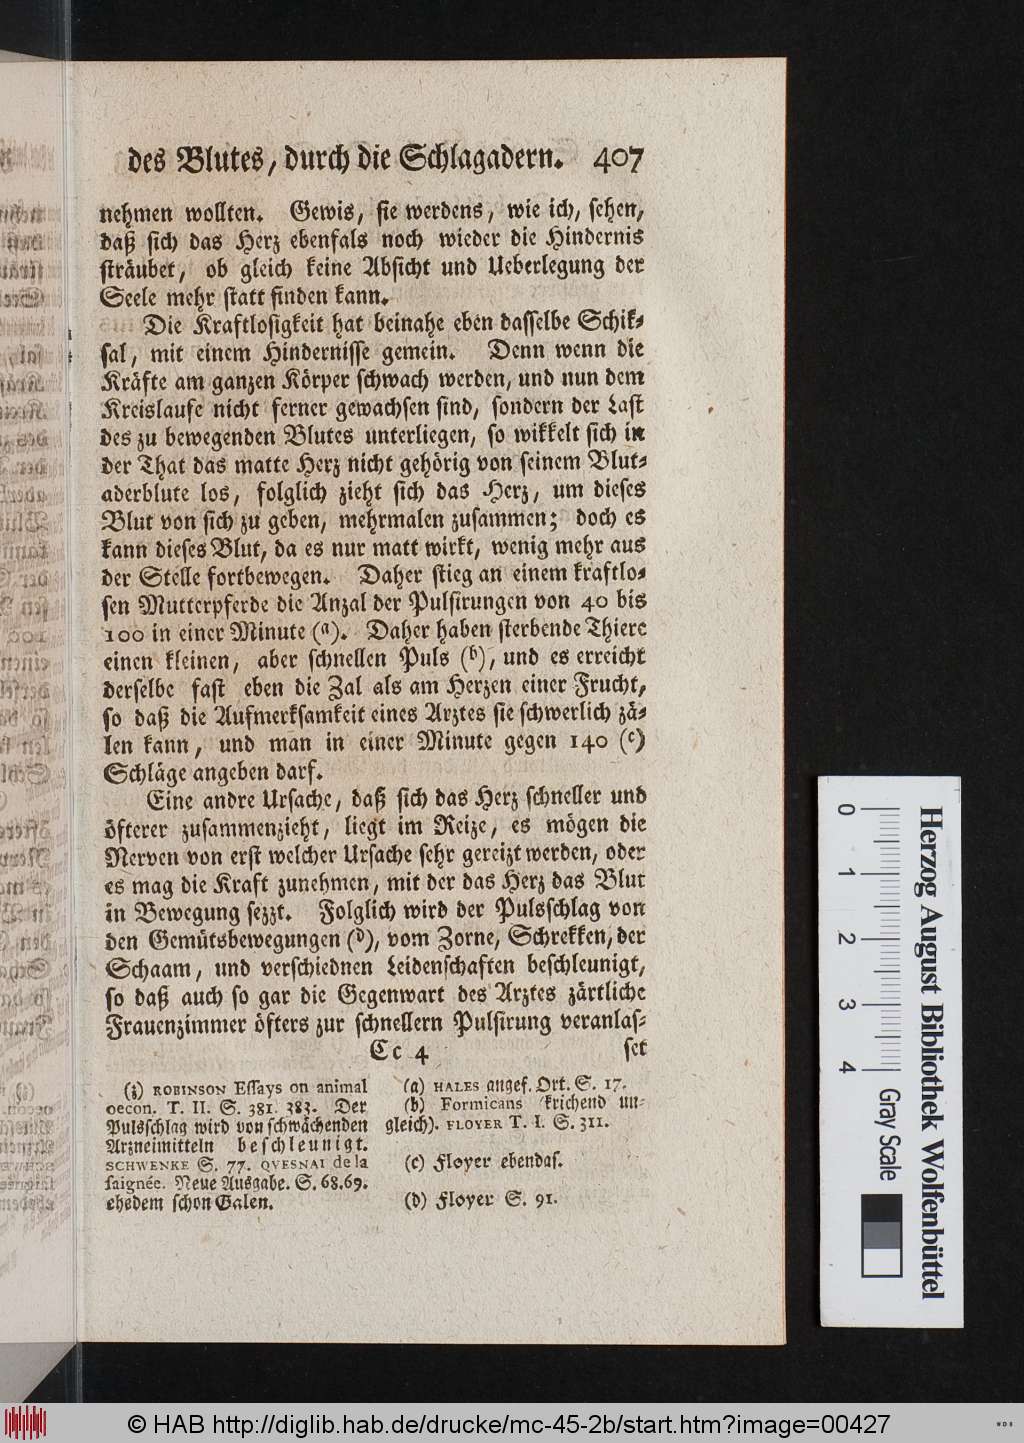 des Blutes, durch die Schlagadern. 407
nehmen wollten. Gewis, sie werdens, wie ich, sehen,
daß sich das Herz ebenfals noch wieder die Hindernis
sträubet, ob gleich keine Absicht und Ueberlegung der
Seele mehr statt finden kann.
Die Kraftlosigkeit hat beinahe eben dasselbe Schik-
sal, mit einem Hindernisse gemein. Denn wenn die
Kräfte am ganzen Körper schwach werden, und nun dem
Kreislaufe nicht ferner gewachsen sind, sondern der Last
des zu bewegenden Blutes unterliegen, so wikkelt sich in
der That das matte Herz nicht gehörig von seinem Blut-
aderblute los, folglich zieht sich das Herz, um dieses
Blut von sich zu geben, mehrmalen zusammen; doch es
kann dieses Blut, da es nur matt wirkt, wenig mehr aus
der Stelle fortbewegen. Daher stieg an einem kraftlo-
sen Mutterpferde die Anzal der Pulsirungen von 40 bis
100 in einer Minute (a). Daher haben sterbende Thiere
einen kleinen, aber schnellen Puls (b), und es erreicht
derselbe fast eben die Zal als am Herzen einer Frucht,
so daß die Aufmerksamkeit eines Arztes sie schwerlich zä-
len kann, und man in einer Minute gegen 140 (c)
Schläge angeben darf.
Eine andre Ursache, daß sich das Herz schneller und
öfterer zusammenzieht, liegt im Reize, es mögen die
Nerven von erst welcher Ursache sehr gereizt werden, oder
es mag die Kraft zunehmen, mit der das Herz das Blut
in Bewegung sezzt. Folglich wird der Pulsschlag von
den Gemütsbewegungen (d), vom Zorne, Schrekken, der
Schaam, und verschiednen Leidenschaften beschleunigt,
so daß auch so gar die Gegenwart des Arztes zärtliche
Frauenzimmer öfters zur schnellern Pulsirung veranlas-
Cc 4 set
(z) ROBINSON Essays on animal
oecon. T. II. S. 381. 383. Der
Pulsschlag wird von schwächenden
Arzneimitteln beschleunigt.
SCHWENKE S. 77. QVESNAI de la
saignée. Neue Ausgabe. S. 68. 69.
ehedem schon Galen.
(a) HALES angef. Ort. S. 17.
(b) Formicans (krichend un-
gleich). FLOYER T. I. S. 311.
(c) Floyer ebendas.
(d) Floyer S. 91.
0 1 2 3 4
Herzog August Bibliothek Wolfenbüttel
Gray Scale
© HAB http://diglib.hab.de/drucke/mc-45-2b/start.htm?image=00427